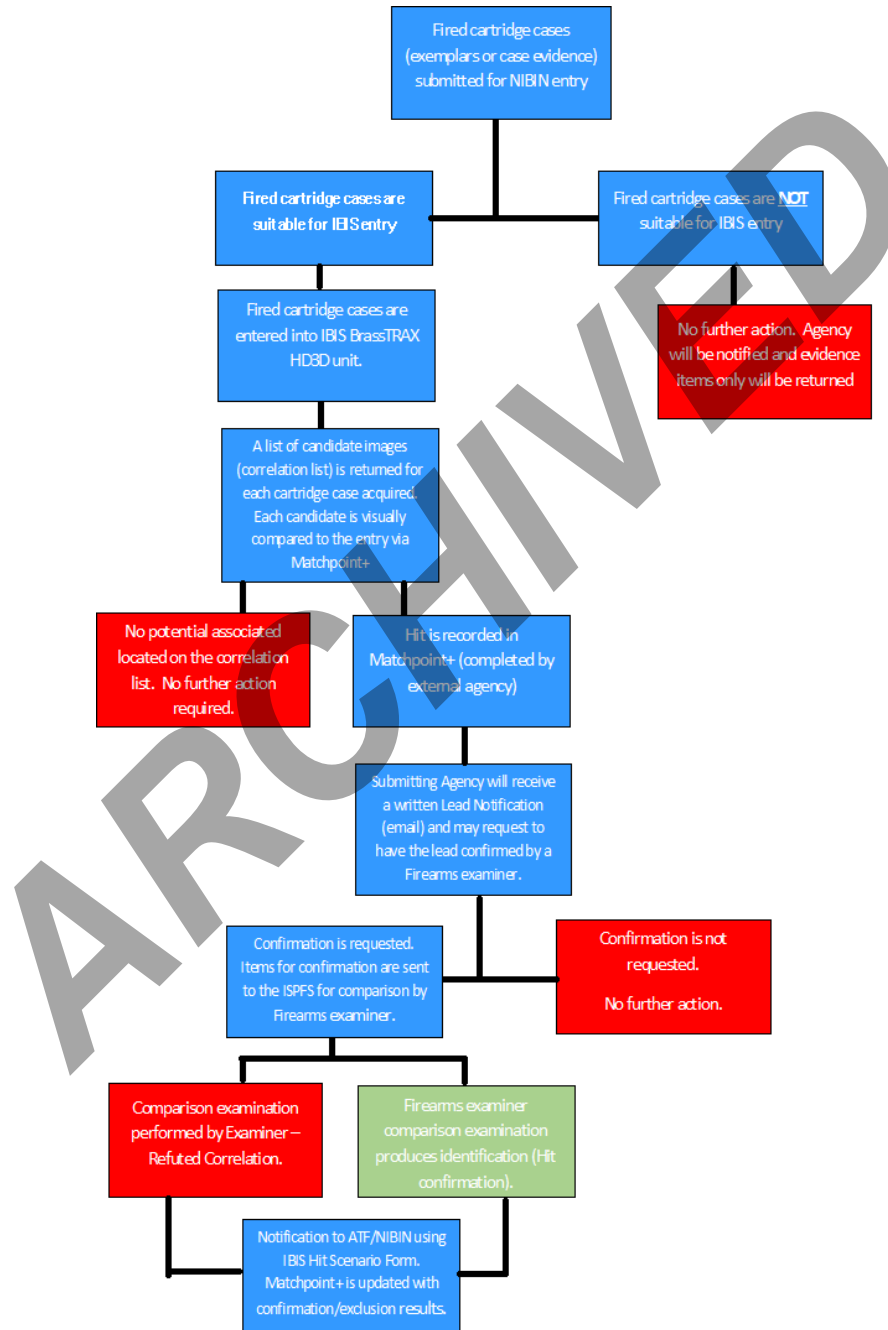 Fired cartridge cases
(exemplars or case evidence)
submitted for NIBIN entry
Fired cartridge cases are
suitable for IBIS entry
Fired cartridge cases are NOT
suitable for IBIS entry
Fired cartridge cases are
entered into IBIS BrassTRAX
HD3D unit.
No further action. Agency
will be notified and evidence
items only will be returned
A list of candidate images
(correlation list) is returned for
each cartridge case acquired.
Each candidate is visually
compared to the entry via
Matchpoint+
No potential associated
located on the correlation
list. No further action
required.
Hit is recorded in
Matchpoint+ (completed by
external agency)
Submitting Agency will receive
a written Lead Notification
(email) and may request to
have the lead confirmed by a
Firearms examiner.
Confirmation is requested.
Items for confirmation are sent
to the ISPFS for comparison by
Firearms examiner.
Confirmation is not
requested.
No further action.
Comparison examination
performed by Examiner –
Refuted Correlation.
Firearms examiner
comparison examination
produces identification (Hit
confirmation).
Notification to ATF/NIBIN using
IBIS Hit Scenario Form.
Matchpoint+ is updated with
confirmation/exclusion results.
ARCHIVED